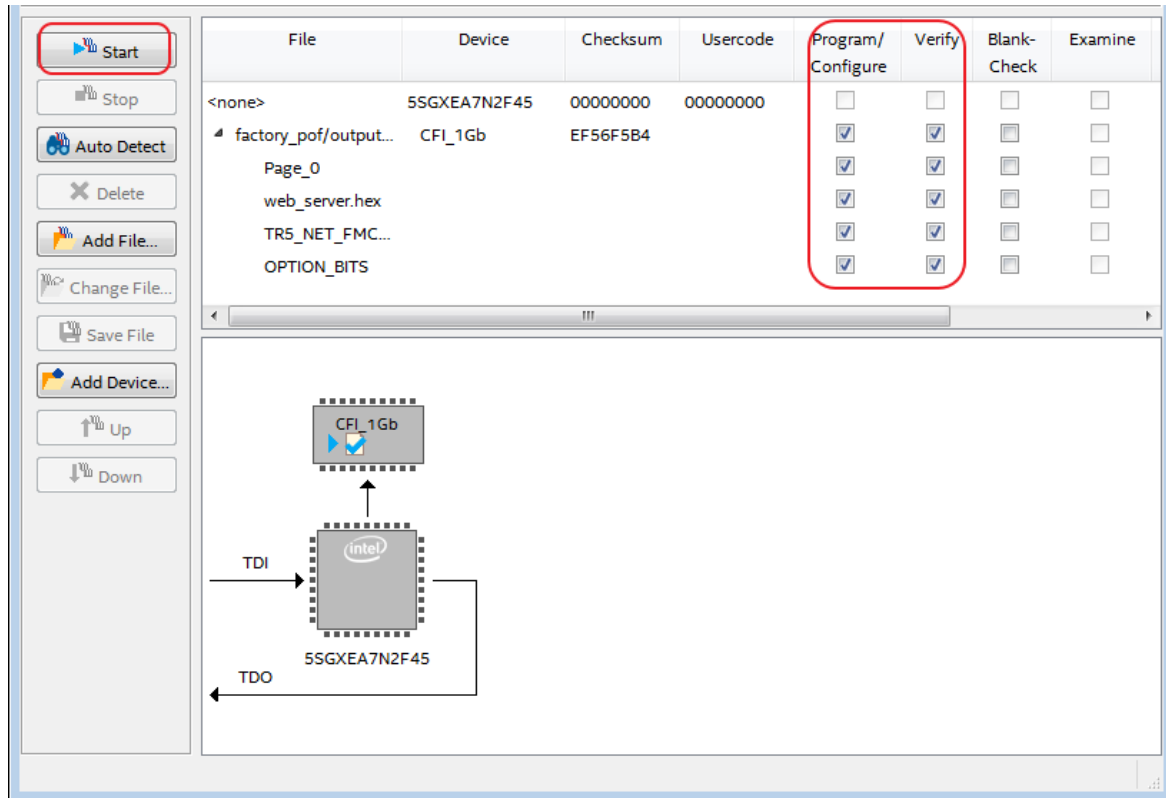 Start
Stop
Auto Detect
Delete
Add File...
Change File...
Save File
Add Device...
Up
Down
File Device Checksum Usercode Program/ Configure Verify Blank- Check Examine
<none> 5SGXEA7N2F45 00000000 00000000
factory_pof/output... CFI_1Gb EF56F5B4
Page_0
web_server.hex
TR5_NET_FMC...
OPTION_BITS
CFI_1Gb
intel
TDI
5SGXEA7N2F45
TDO